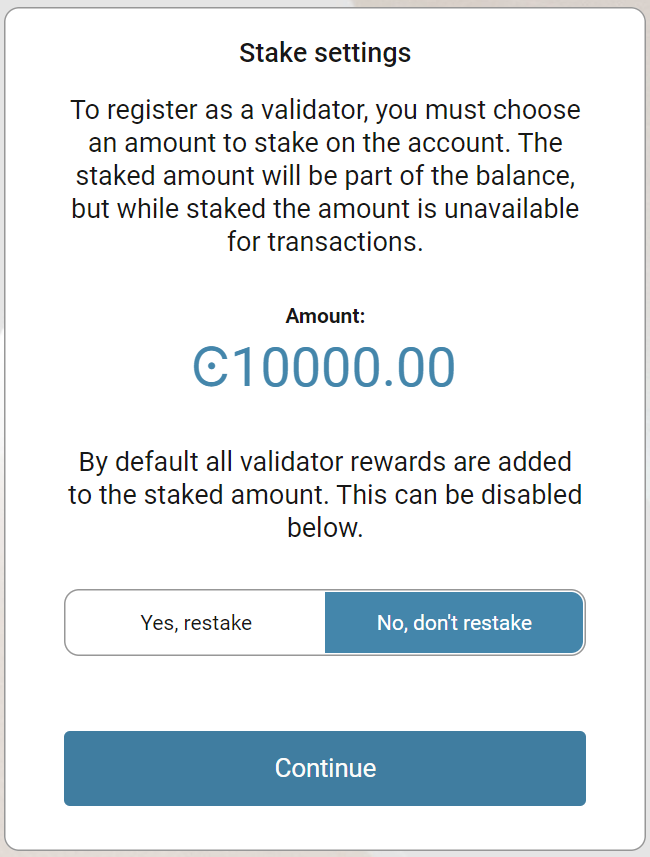 Stake settings
To register as a validator, you must choose
an amount to stake on the account. The
staked amount will be part of the balance,
but while staked the amount is unavailable
for transactions.
Amount:
Ͼ10000.00
By default all validator rewards are added
to the staked amount. This can be disabled
below.
Yes, restake
No, don't restake
Continue